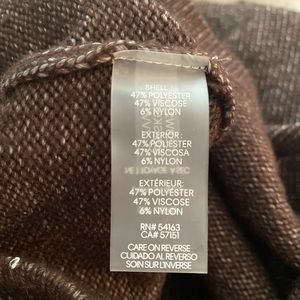 SHELL:
47% POLYESTER
47% VISCOSE
6% NYLON
EXTERIOR:
47% POLIÉSTER
47% VISCOSA
6% NYLON
EXTÉRIEUR:
47% POLYESTER
47% VISCOSE
6% NYLON
RN# 54163
CA# 57151
CARE ON REVERSE
CUIDADO AL REVERSO
SOIN SUR L'INVERSE